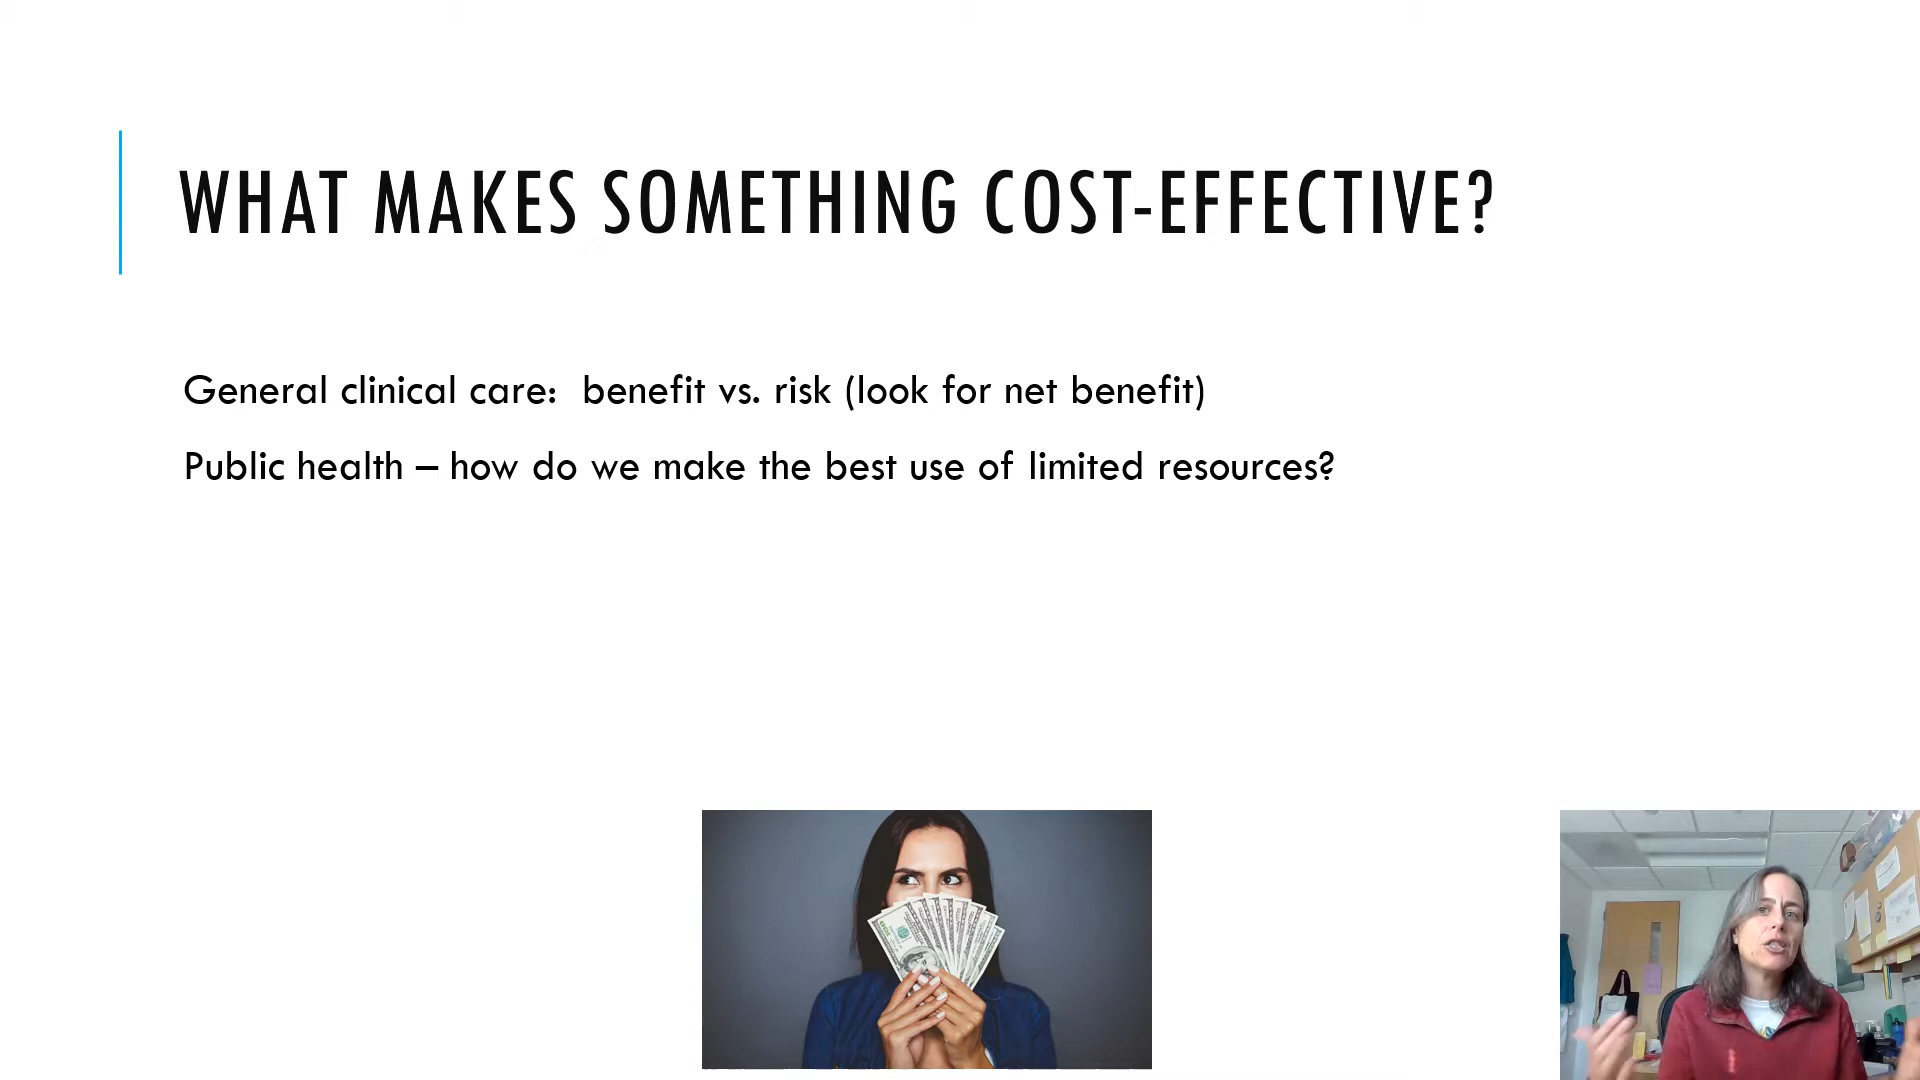 WHAT MAKES SOMETHING COST-EFFECTIVE?
General clinical care:  benefit vs. risk (look for net benefit)
Public health – how do we make the best use of limited resources?